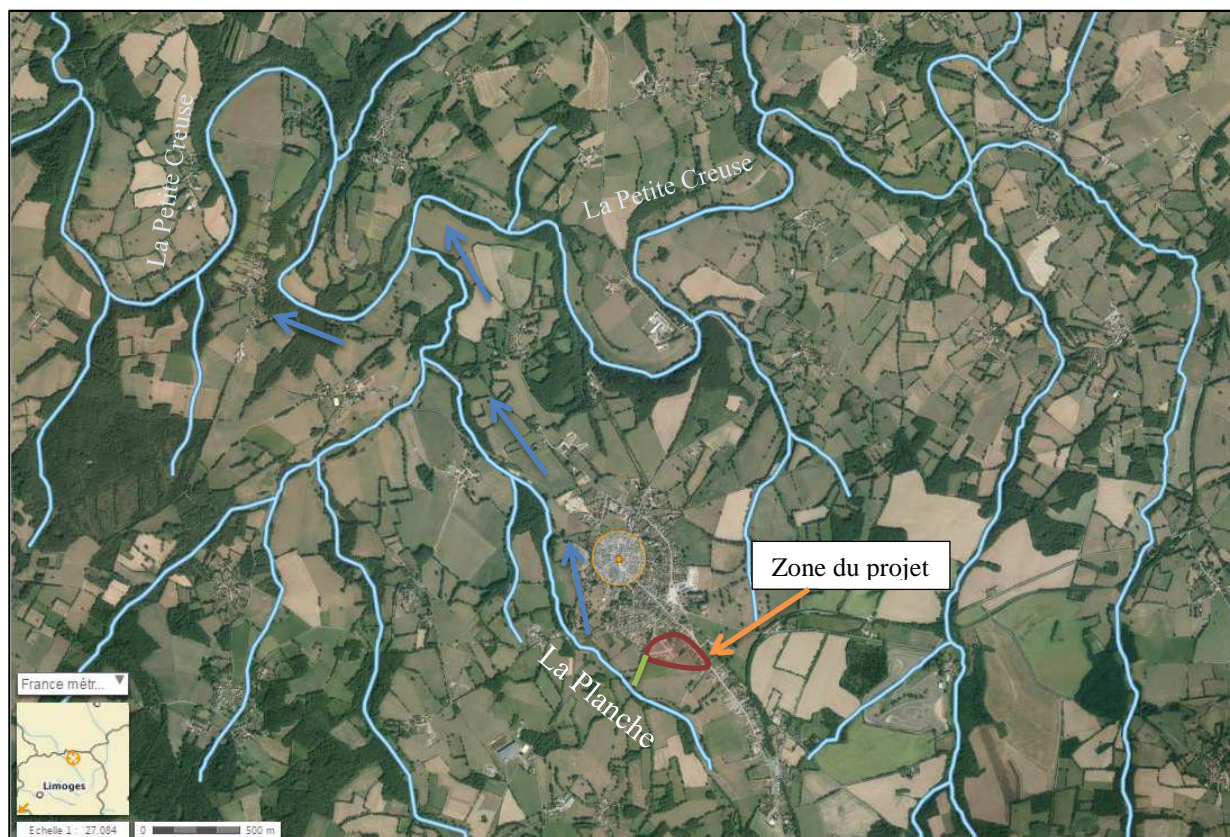 La Petite Creuse
La Petite Creuse
Zone du projet
La Planche
France métr...
Limoges
Echelle 1 : 27.084
0 500 m